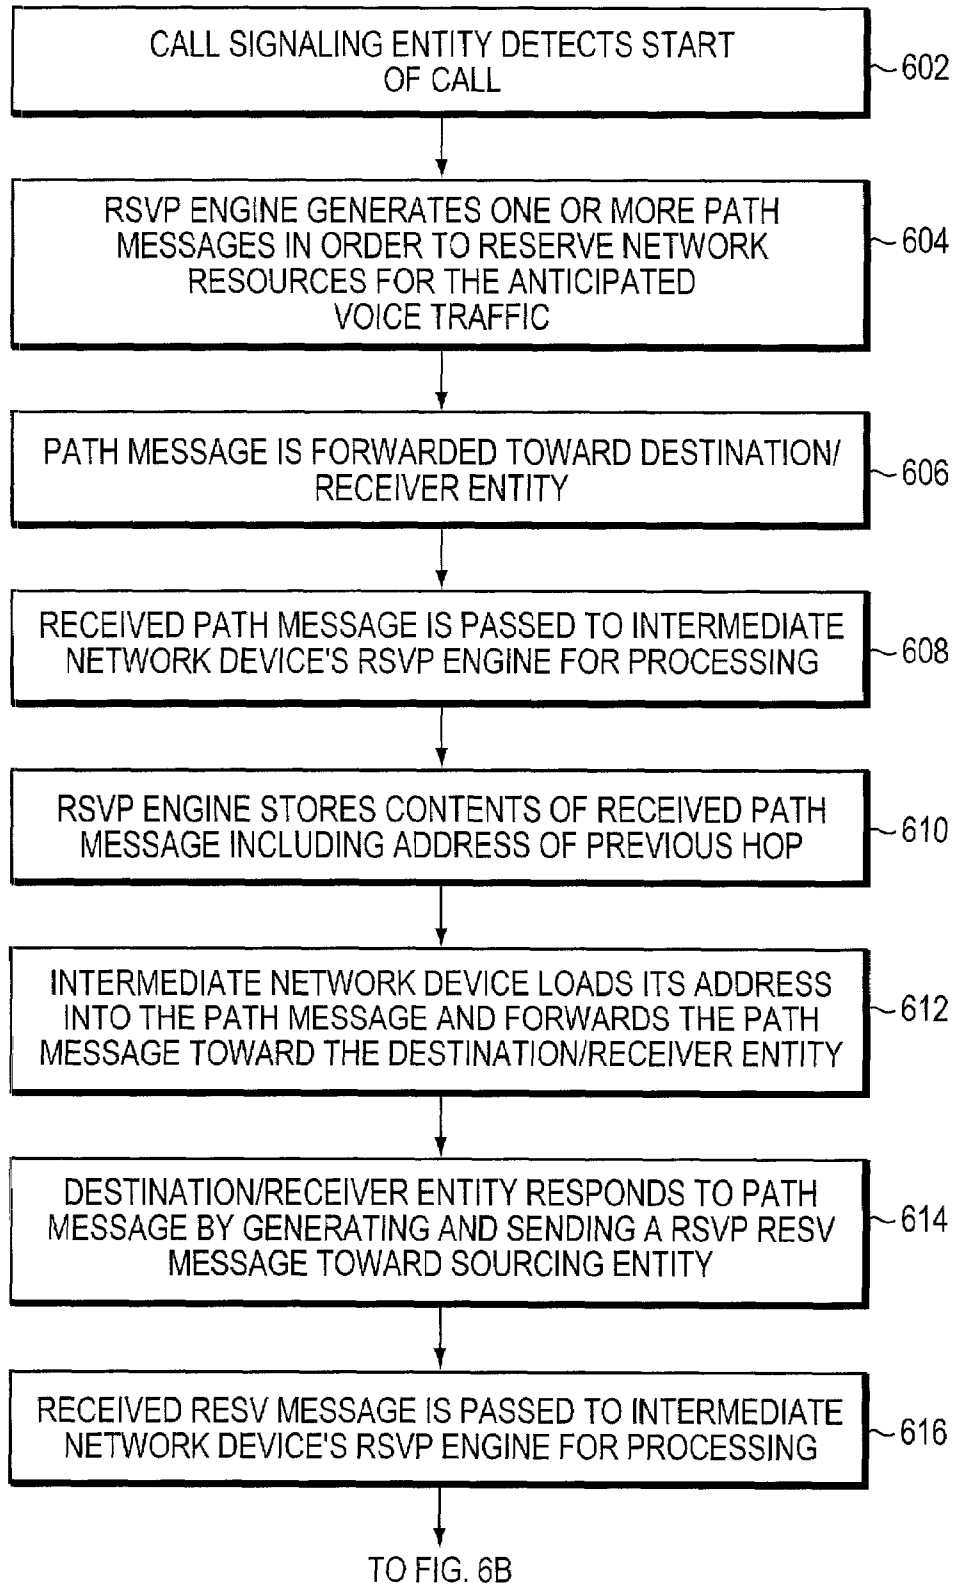 CALL SIGNALING ENTITY DETECTS START
OF CALL
602
RSVP ENGINE GENERATES ONE OR MORE PATH
MESSAGES IN ORDER TO RESERVE NETWORK
RESOURCES FOR THE ANTICIPATED
VOICE TRAFFIC
604
PATH MESSAGE IS FORWARDED TOWARD DESTINATION/
RECEIVER ENTITY
606
RECEIVED PATH MESSAGE IS PASSED TO INTERMEDIATE
NETWORK DEVICE'S RSVP ENGINE FOR PROCESSING
608
RSVP ENGINE STORES CONTENTS OF RECEIVED PATH
MESSAGE INCLUDING ADDRESS OF PREVIOUS HOP
610
INTERMEDIATE NETWORK DEVICE LOADS ITS ADDRESS
INTO THE PATH MESSAGE AND FORWARDS THE PATH
MESSAGE TOWARD THE DESTINATION/RECEIVER ENTITY
612
DESTINATION/RECEIVER ENTITY RESPONDS TO PATH
MESSAGE BY GENERATING AND SENDING A RSVP RESV
MESSAGE TOWARD SOURCING ENTITY
614
RECEIVED RESV MESSAGE IS PASSED TO INTERMEDIATE
NETWORK DEVICE'S RSVP ENGINE FOR PROCESSING
616
TO FIG. 6B